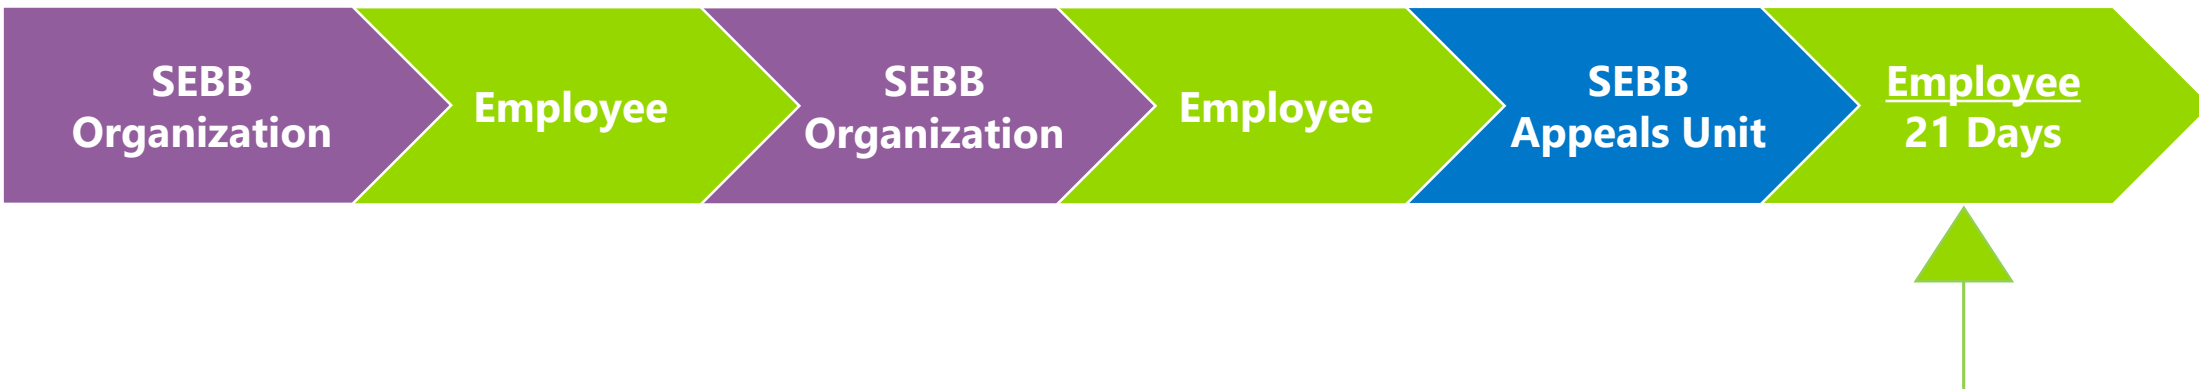 SEBB
Organization
Employee
SEBB
Organization
Employee
SEBB
Appeals Unit
Employee
21 Days